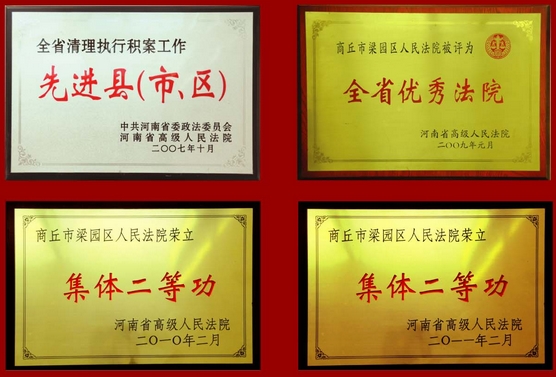 全省清理执行积案工作
先进县(市、区)
中共河南省委政法委员会
河南省高级人民法院
二〇〇七年十月
商丘市梁园区人民法院被评为
全省优秀法院
河南省高级人民法院
二〇〇九年元月
商丘市梁园区人民法院荣立
集体二等功
河南省高级人民法院
二〇一〇年二月
商丘市梁园区人民法院荣立
集体二等功
河南省高级人民法院
二〇一一年二月